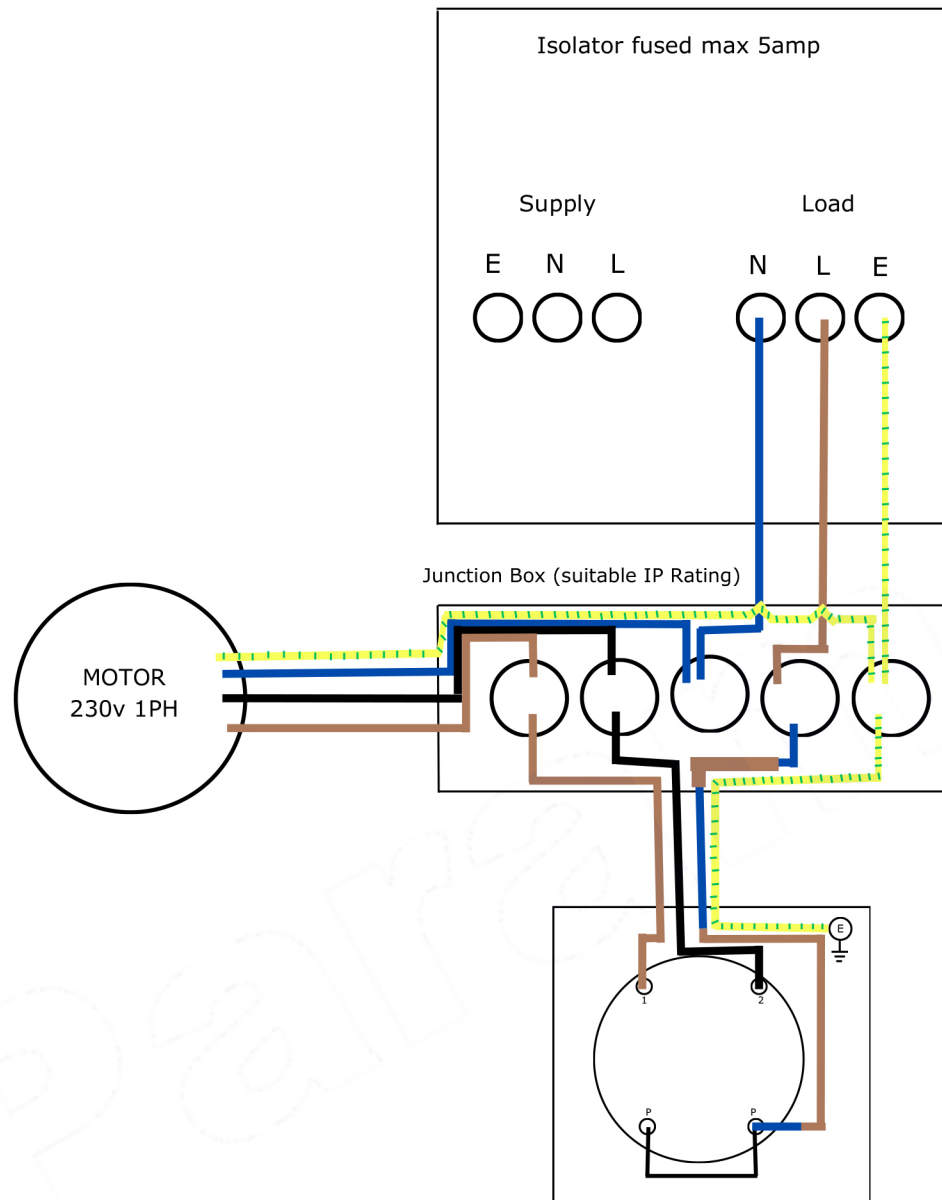 Isolator fused max 5amp
Supply Load
E N L N L E
Junction Box (suitable IP Rating)
MOTOR
230v 1PH
E
1 2
P P